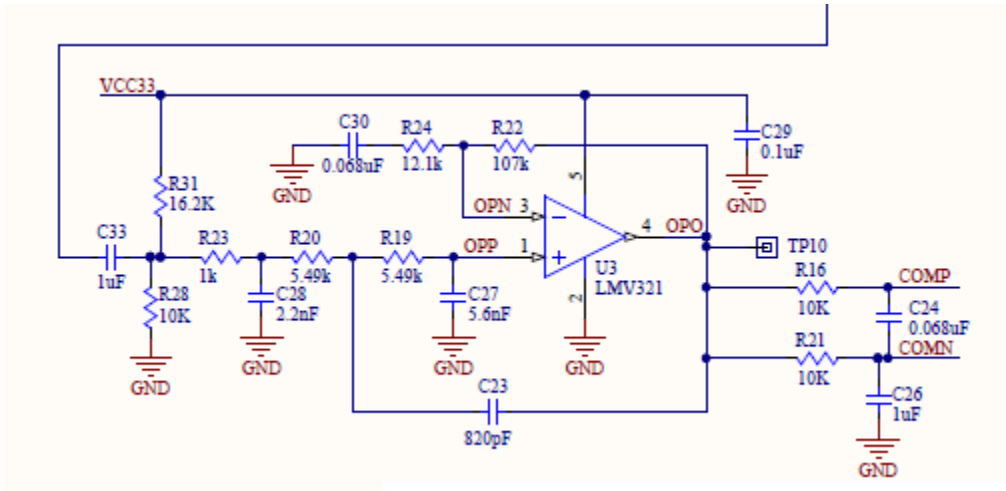 VCC33
C30
0.068uF
R24
12.1k
R22
107k
C29
0.1uF
GND
GND
R31
16.2K
5
OPN 3
4 OPO
OPP 1
TP10
C33
1uF
R23
1k
R20
5.49k
R19
5.49k
U3
LMV321
2
R16
10K
COMP
R28
10K
C28
2.2nF
C27
5.6nF
C24
0.068uF
R21
10K
COMN
GND
GND
GND
GND
C23
820pF
C26
1uF
GND